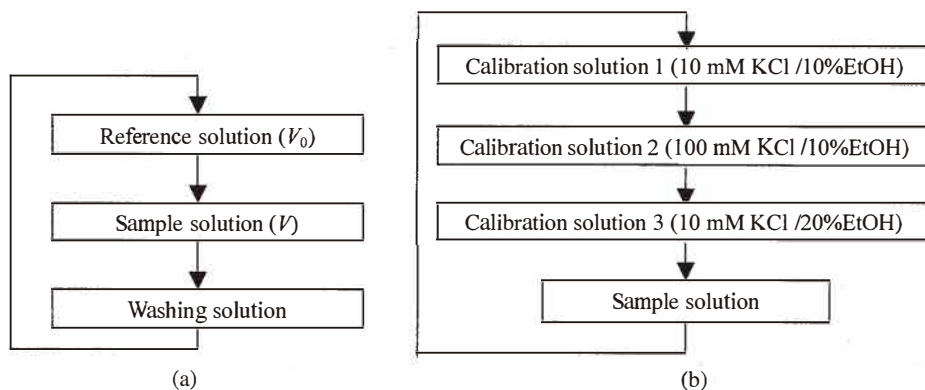 Reference solution (V₀)
Sample solution (V)
Washing solution
(a)
Calibration solution 1 (10 mM KCl /10%EtOH)
Calibration solution 2 (100 mM KCl /10%EtOH)
Calibration solution 3 (10 mM KCl /20%EtOH)
Sample solution
(b)